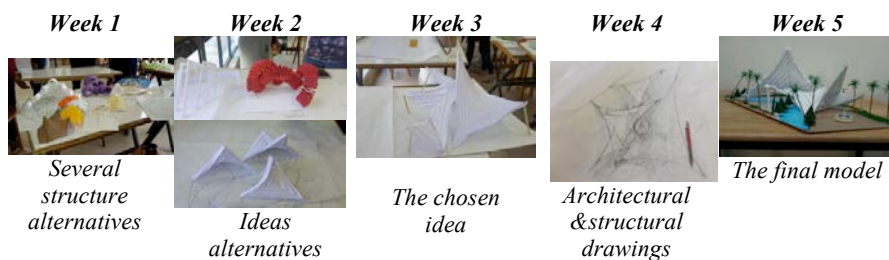 Week 1
Week 2
Week 3
Week 4
Week 5
Several
structure
alternatives
Ideas
alternatives
The chosen
idea
Architectural
&structural
drawings
The final model